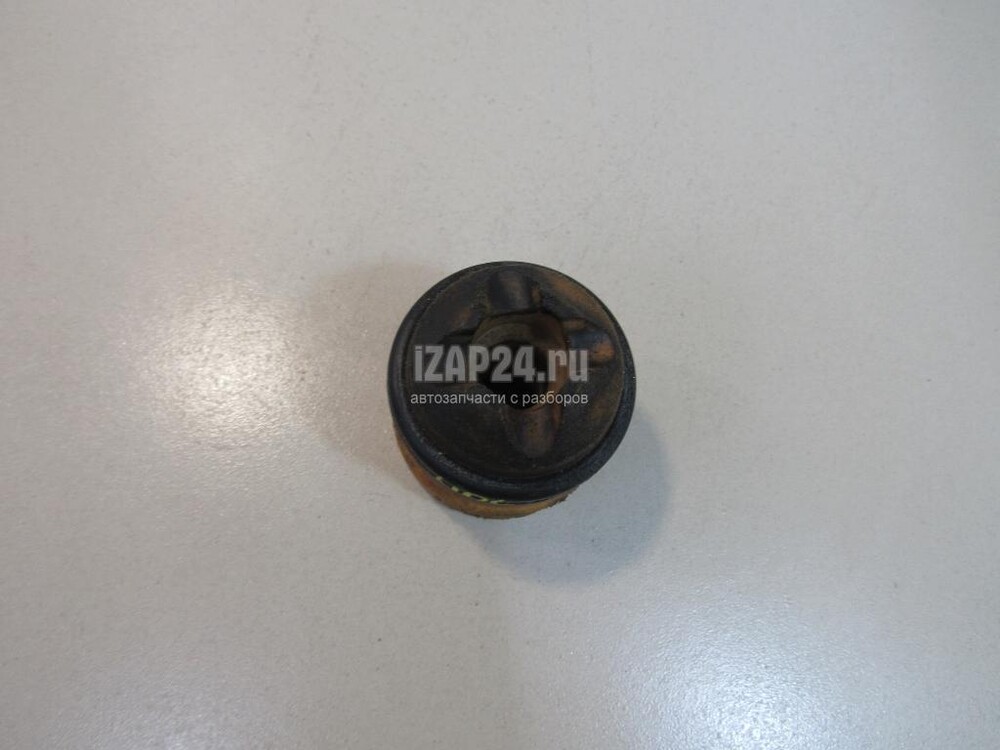 iZAP24.ru
автозапчасти с разборов